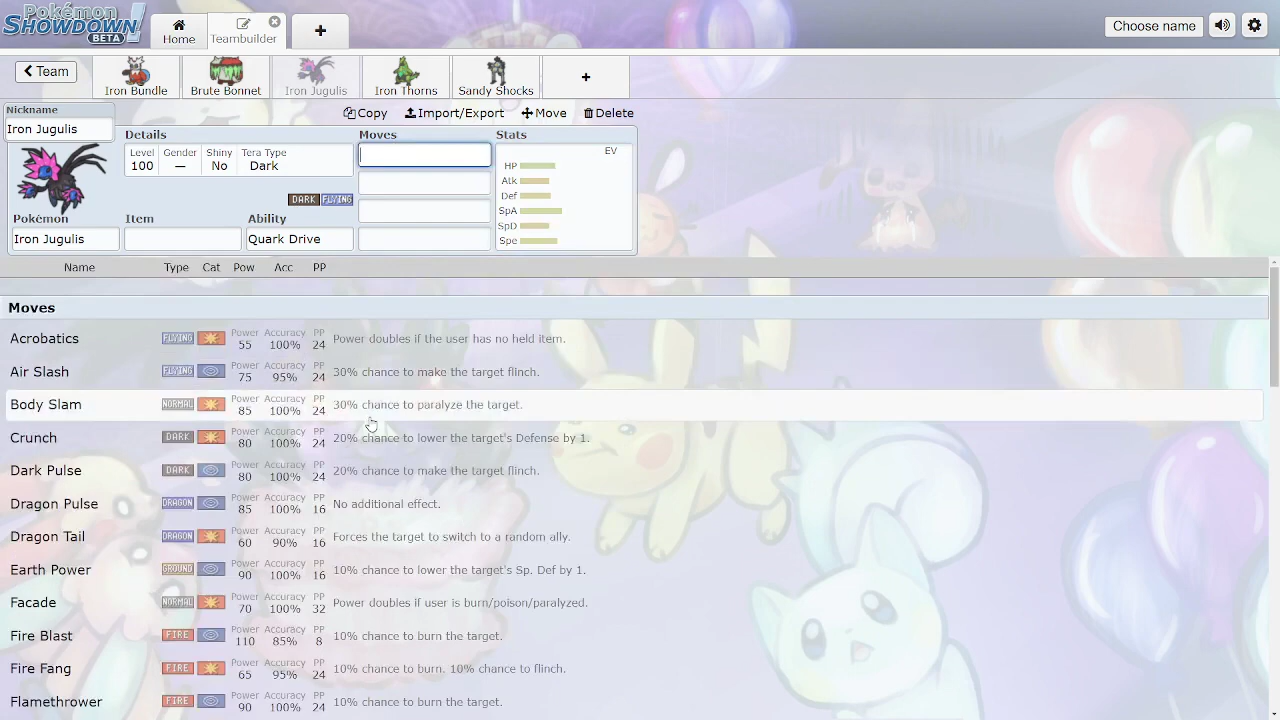 Pokémon
SHOWDOWN!
BETA
Home
Teambuilder
+
Choose name
Team
Iron Bundle
Brute Bonnet
Iron Jugulis
Iron Thorns
Sandy Shocks
+
Nickname
Iron Jugulis
Copy
Import/Export
Move
Delete
Details
Moves
Stats
Level
Gender
Shiny
Tera Type
100
—
No
Dark
EV
HP
Atk
Def
SpA
SpD
Spe
DARK FLYING
Pokémon
Item
Ability
Iron Jugulis
Quark Drive
Name Type Cat Pow Acc PP
Moves
Acrobatics FLYING Power 55 Accuracy 100% PP 24 Power doubles if the user has no held item.
Air Slash FLYING Power 75 Accuracy 95% PP 24 30% chance to make the target flinch.
Body Slam NORMAL Power 85 Accuracy 100% PP 24 30% chance to paralyze the target.
Crunch DARK Power 80 Accuracy 100% PP 24 20% chance to lower the target's Defense by 1.
Dark Pulse DARK Power 80 Accuracy 100% PP 24 20% chance to make the target flinch.
Dragon Pulse DRAGON Power 85 Accuracy 100% PP 16 No additional effect.
Dragon Tail DRAGON Power 60 Accuracy 90% PP 16 Forces the target to switch to a random ally.
Earth Power GROUND Power 90 Accuracy 100% PP 16 10% chance to lower the target's Sp. Def by 1.
Facade NORMAL Power 70 Accuracy 100% PP 32 Power doubles if user is burn/poison/paralyzed.
Fire Blast FIRE Power 110 Accuracy 85% PP 8 10% chance to burn the target.
Fire Fang FIRE Power 65 Accuracy 95% PP 24 10% chance to burn. 10% chance to flinch.
Flamethrower FIRE Power 90 Accuracy 100% PP 24 10% chance to burn the target.